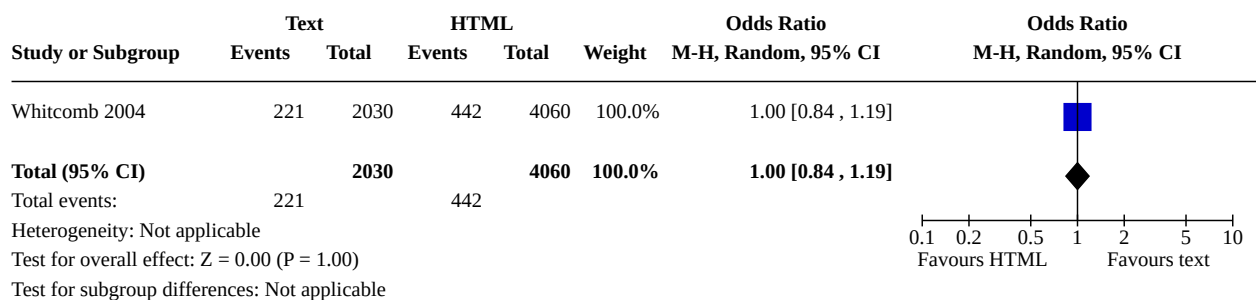 Text HTML Odds Ratio Odds Ratio
Study or Subgroup Events Total Events Total Weight M-H, Random, 95% CI M-H, Random, 95% CI
Whitcomb 2004 221 2030 442 4060 100.0% 1.00 [0.84 , 1.19]
Total (95% CI) 2030 4060 100.0% 1.00 [0.84 , 1.19]
Total events: 221 442
Heterogeneity: Not applicable
0.1 0.2 0.5 1 2 5 10
Test for overall effect: Z = 0.00 (P = 1.00) Favours HTML Favours text
Test for subgroup differences: Not applicable